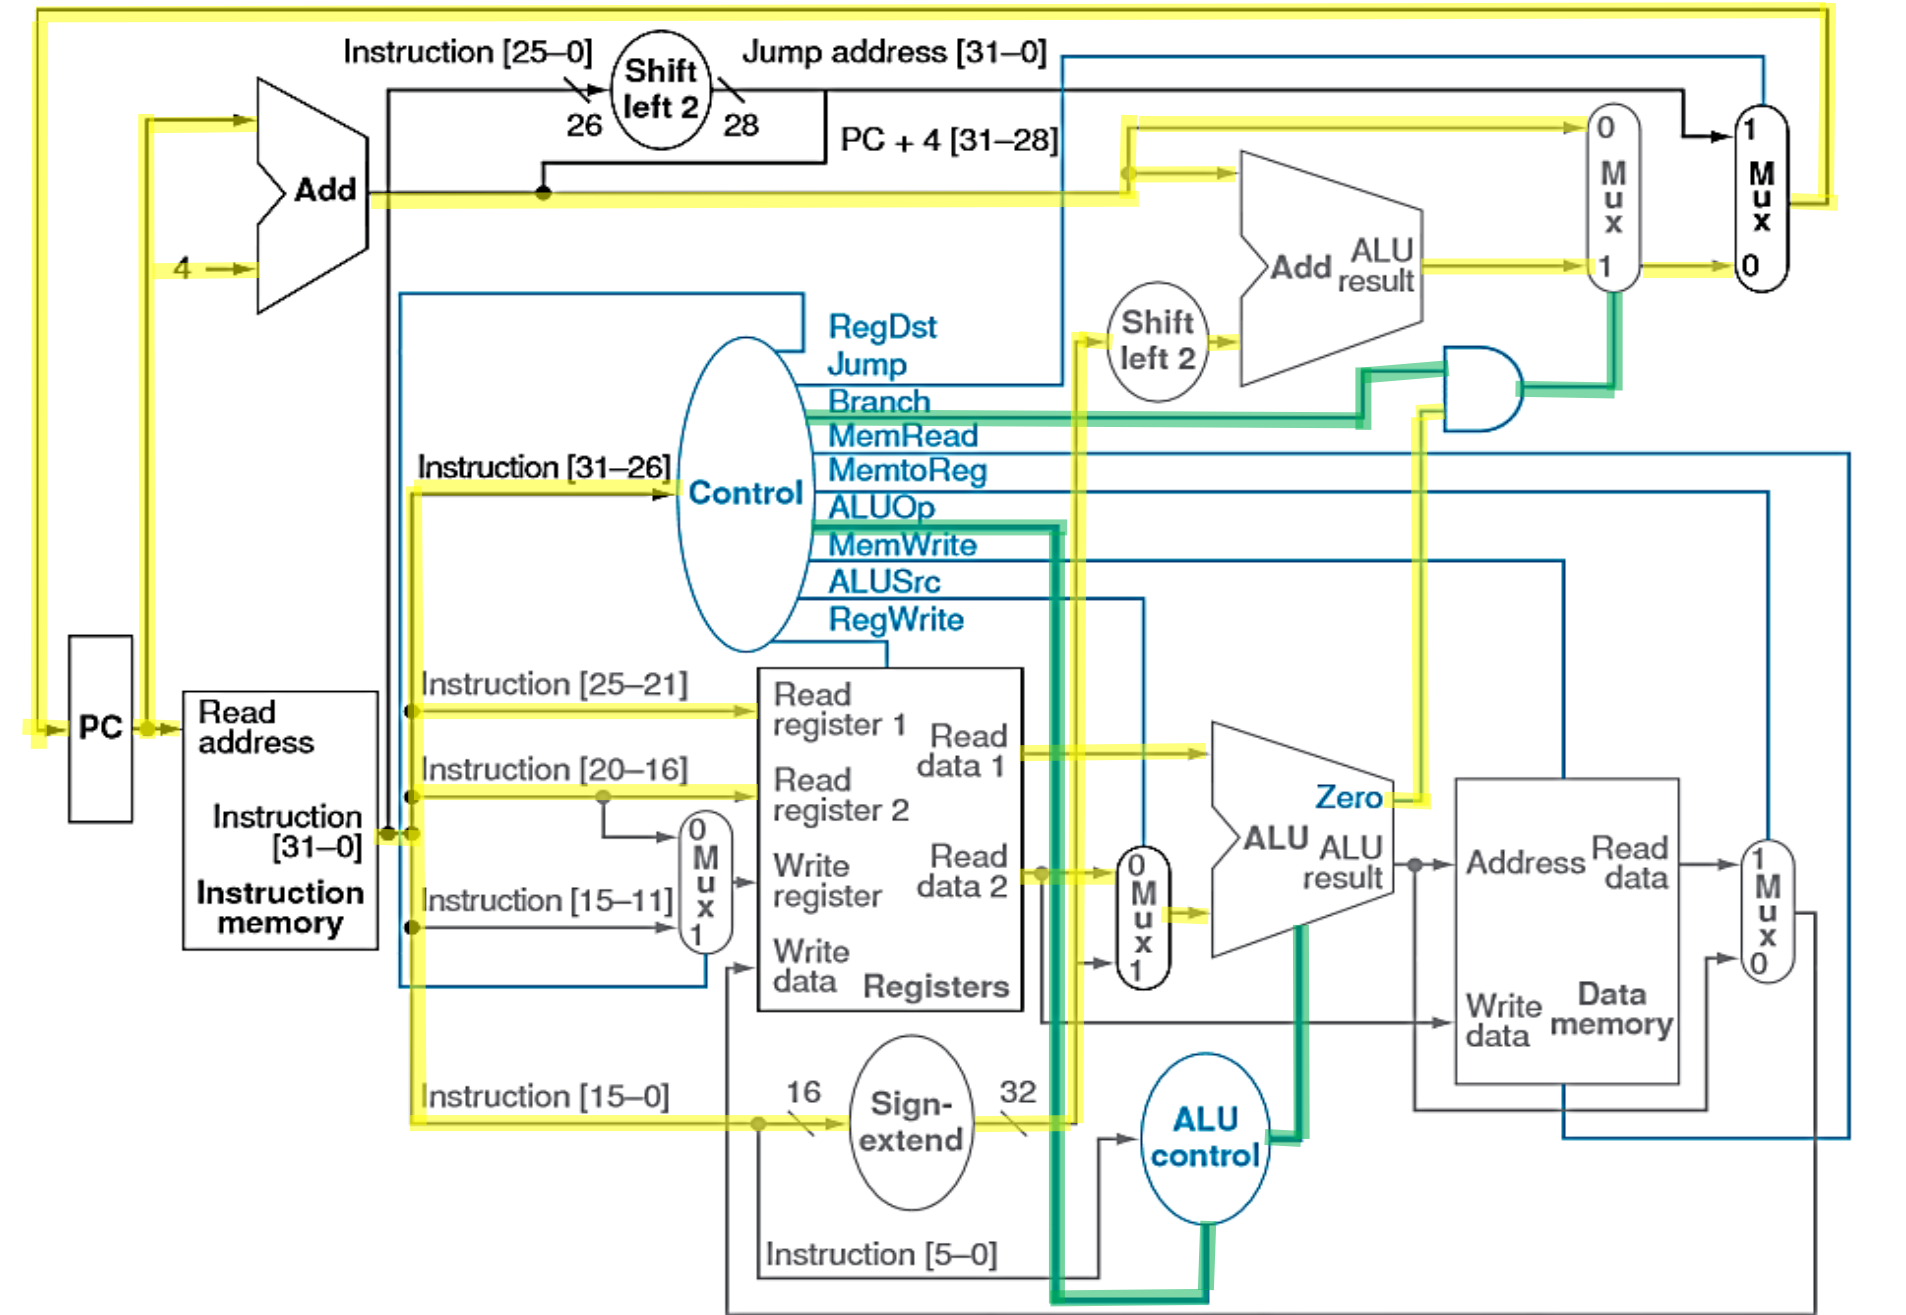 Instruction [25–0]
Shift
left 2
Jump address [31–0]
26
28
PC + 4 [31–28]
Add
4
0
M
u
x
1
1
M
u
x
0
Add
ALU
result
Shift
left 2
RegDst
Jump
Branch
MemRead
MemtoReg
ALUOp
MemWrite
ALUSrc
RegWrite
Instruction [31–26]
Control
PC
Read
address
Instruction
[31–0]
Instruction
memory
Instruction [25–21]
Instruction [20–16]
Instruction [15–11]
0
M
u
x
1
Read
register 1
Read
register 2
Write
register
Write
data
Read
data 1
Read
data 2
Registers
0
M
u
x
1
Zero
ALU
ALU
result
Address
Read
data
Write
data
Data
memory
1
M
u
x
0
Instruction [15–0]
16
Sign-
extend
32
ALU
control
Instruction [5–0]